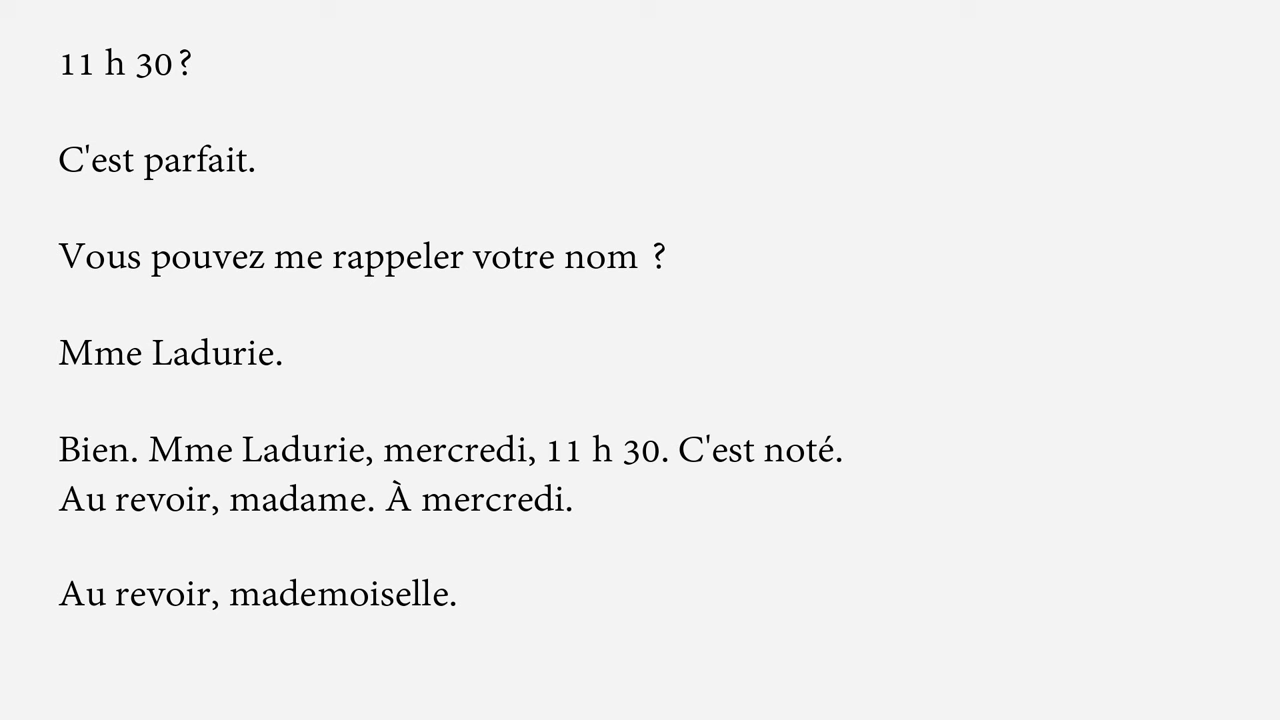 11 h 30 ?
C'est parfait.
Vous pouvez me rappeler votre nom ?
Mme Ladurie.
Bien. Mme Ladurie, mercredi, 11 h 30. C'est noté.
Au revoir, madame. À mercredi.
Au revoir, mademoiselle.